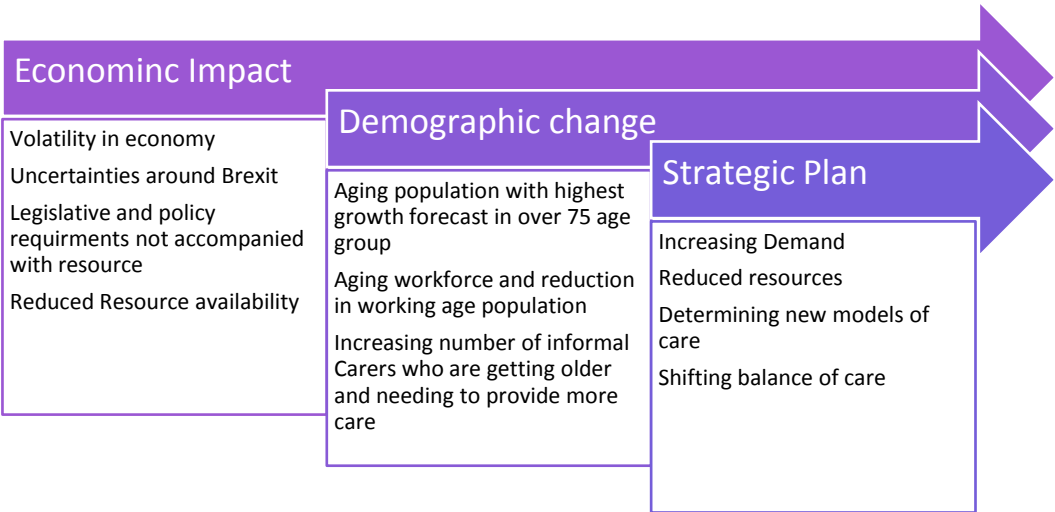 Econominc Impact
Volatility in economy
Uncertainties around Brexit
Legislative and policy
requirments not accompanied
with resource
Reduced Resource availability
Demographic change
Aging population with highest
growth forecast in over 75 age
group
Aging workforce and reduction
in working age population
Increasing number of informal
Carers who are getting older
and needing to provide more
care
Strategic Plan
Increasing Demand
Reduced resources
Determining new models of
care
Shifting balance of care